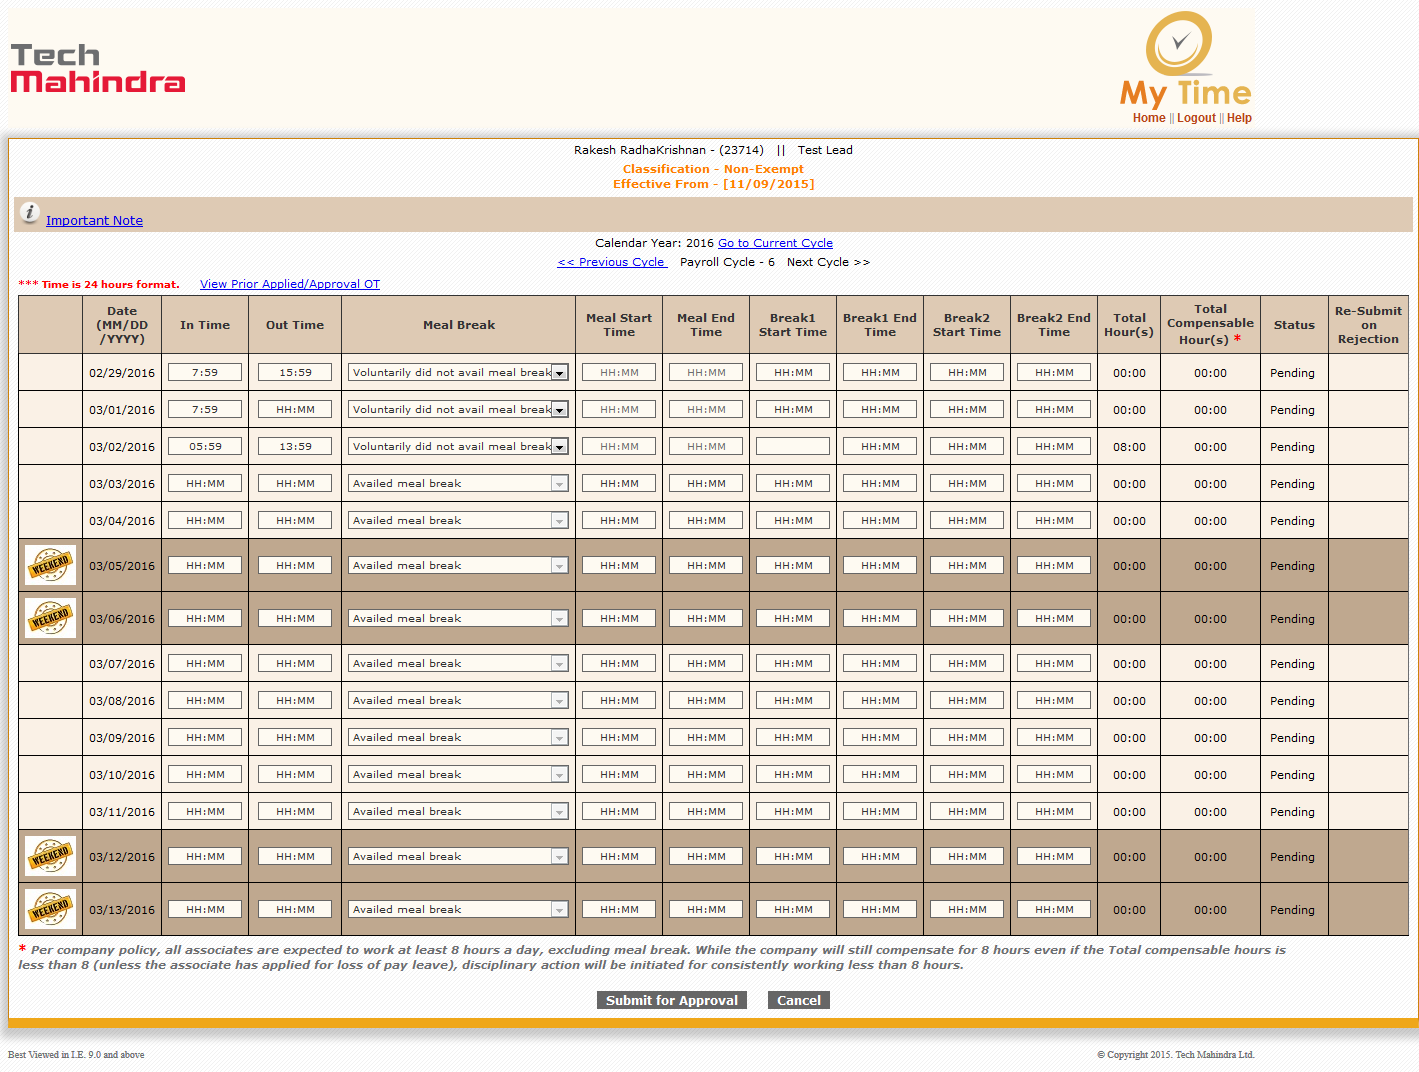 Tech
Mahindra
My Time
Home || Logout || Help
Rakesh RadhaKrishnan - (23714) || Test Lead
Classification - Non-Exempt
Effective From - [11/09/2015]
i Important Note
Calendar Year: 2016 Go to Current Cycle
<< Previous Cycle Payroll Cycle - 6 Next Cycle >>
*** Time is 24 hours format. View Prior Applied/Approval OT
Date (MM/DD /YYYY) In Time Out Time Meal Break Meal Start Time Meal End Time Break1 Start Time Break1 End Time Break2 Start Time Break2 End Time Total Hour(s) Total Compensable Hour(s) * Status Re-Submit on Rejection
02/29/2016 7:59 15:59 Voluntarily did not avail meal break HH:MM HH:MM HH:MM HH:MM HH:MM HH:MM 00:00 00:00 Pending
03/01/2016 7:59 HH:MM Voluntarily did not avail meal break HH:MM HH:MM HH:MM HH:MM HH:MM HH:MM 00:00 00:00 Pending
03/02/2016 05:59 13:59 Voluntarily did not avail meal break HH:MM HH:MM HH:MM HH:MM HH:MM 08:00 00:00 Pending
03/03/2016 HH:MM HH:MM Availed meal break HH:MM HH:MM HH:MM HH:MM HH:MM HH:MM 00:00 00:00 Pending
03/04/2016 HH:MM HH:MM Availed meal break HH:MM HH:MM HH:MM HH:MM HH:MM HH:MM 00:00 00:00 Pending
WEEKEND 03/05/2016 HH:MM HH:MM Availed meal break HH:MM HH:MM HH:MM HH:MM HH:MM HH:MM 00:00 00:00 Pending
WEEKEND 03/06/2016 HH:MM HH:MM Availed meal break HH:MM HH:MM HH:MM HH:MM HH:MM HH:MM 00:00 00:00 Pending
03/07/2016 HH:MM HH:MM Availed meal break HH:MM HH:MM HH:MM HH:MM HH:MM HH:MM 00:00 00:00 Pending
03/08/2016 HH:MM HH:MM Availed meal break HH:MM HH:MM HH:MM HH:MM HH:MM HH:MM 00:00 00:00 Pending
03/09/2016 HH:MM HH:MM Availed meal break HH:MM HH:MM HH:MM HH:MM HH:MM HH:MM 00:00 00:00 Pending
03/10/2016 HH:MM HH:MM Availed meal break HH:MM HH:MM HH:MM HH:MM HH:MM HH:MM 00:00 00:00 Pending
03/11/2016 HH:MM HH:MM Availed meal break HH:MM HH:MM HH:MM HH:MM HH:MM HH:MM 00:00 00:00 Pending
WEEKEND 03/12/2016 HH:MM HH:MM Availed meal break HH:MM HH:MM HH:MM HH:MM HH:MM HH:MM 00:00 00:00 Pending
WEEKEND 03/13/2016 HH:MM HH:MM Availed meal break HH:MM HH:MM HH:MM HH:MM HH:MM HH:MM 00:00 00:00 Pending
* Per company policy, all associates are expected to work at least 8 hours a day, excluding meal break. While the company will still compensate for 8 hours even if the Total compensable hours is
less than 8 (unless the associate has applied for loss of pay leave), disciplinary action will be initiated for consistently working less than 8 hours.
Submit for Approval Cancel
Best Viewed in I.E. 9.0 and above © Copyright 2015. Tech Mahindra Ltd.